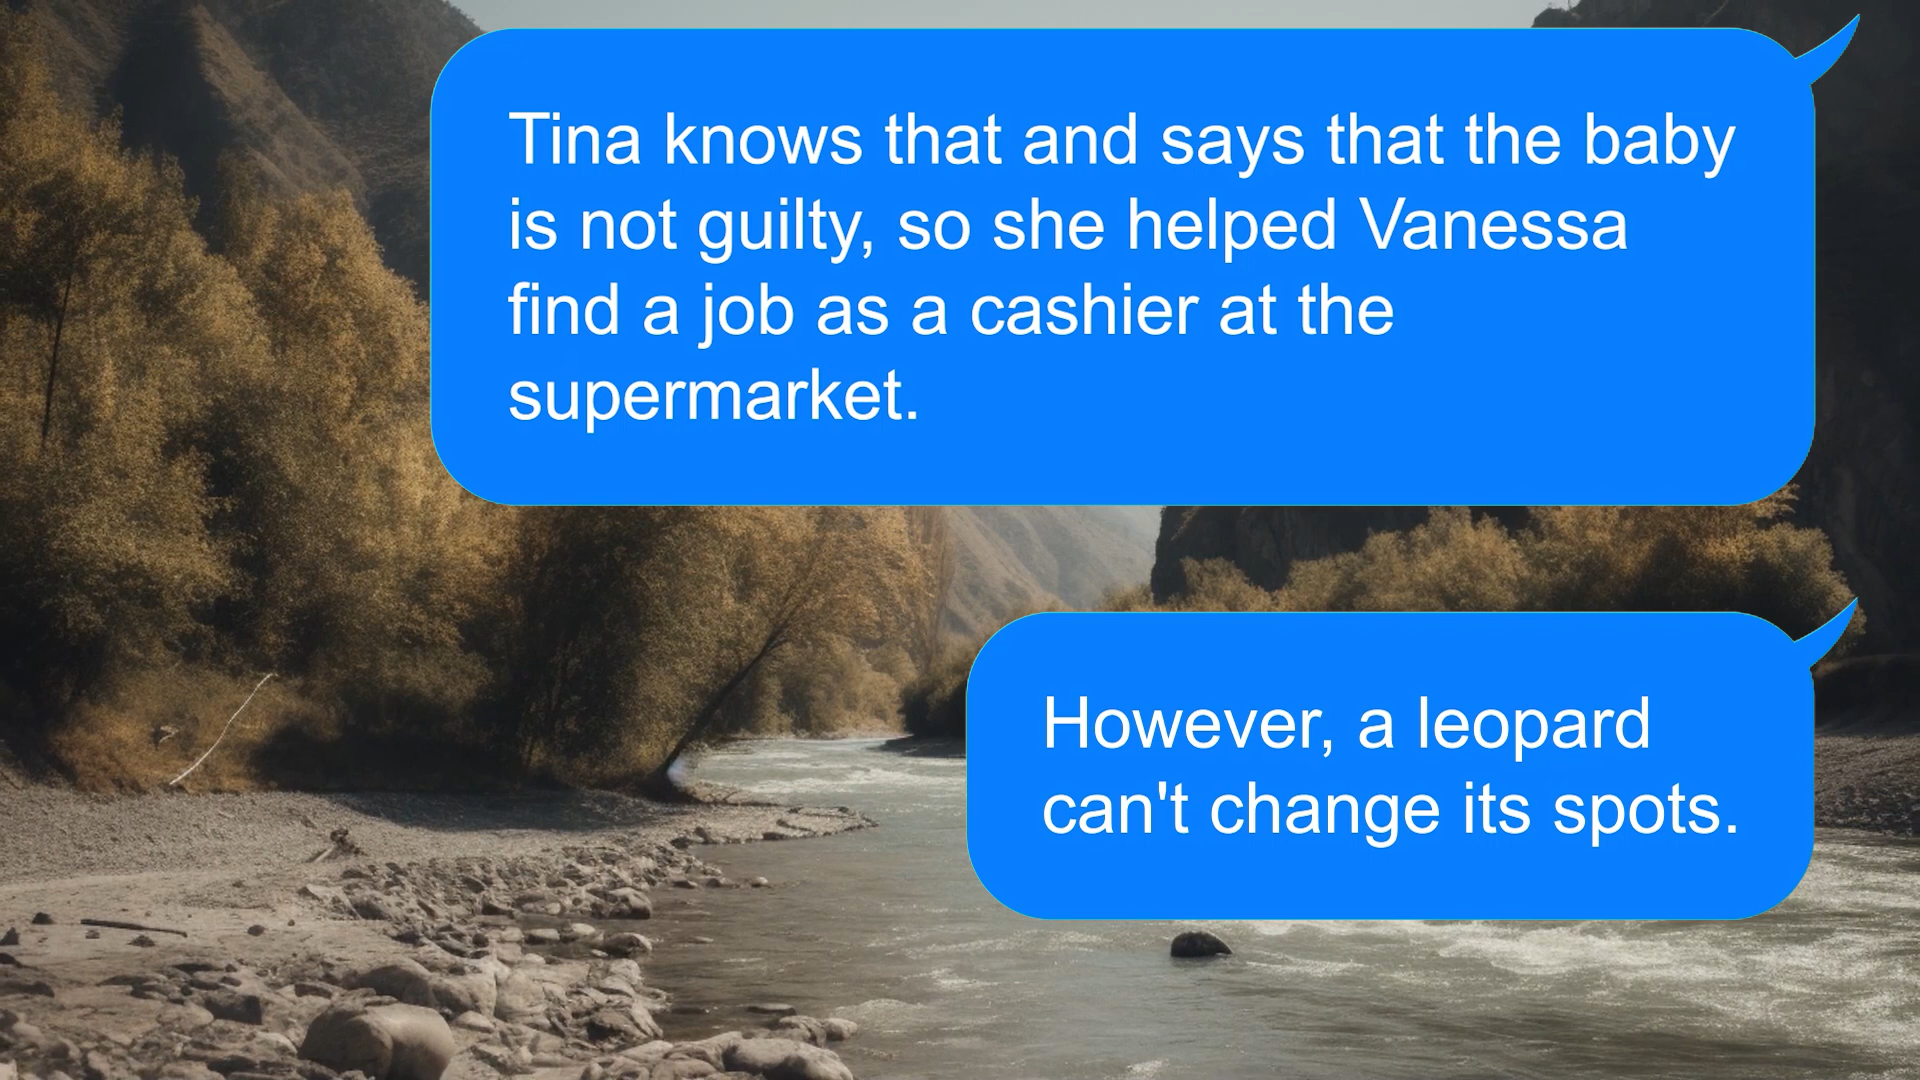 Tina knows that and says that the baby
is not guilty, so she helped Vanessa
find a job as a cashier at the
supermarket.
However, a leopard
can't change its spots.